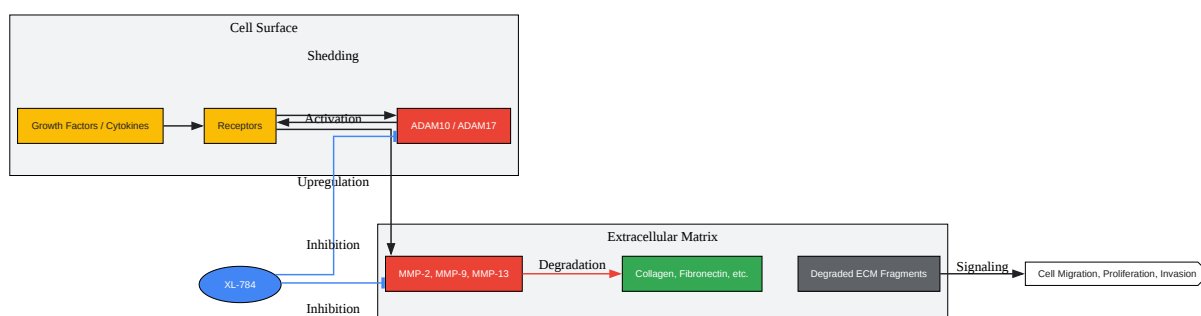 Cell Surface
Shedding
Growth Factors / Cytokines
Receptors
Activation
ADAM10 / ADAM17
Upregulation
Extracellular Matrix
Inhibition
MMP-2, MMP-9, MMP-13
Degradation
Collagen, Fibronectin, etc.
Degraded ECM Fragments
Signaling
Cell Migration, Proliferation, Invasion
XL-784
Inhibition